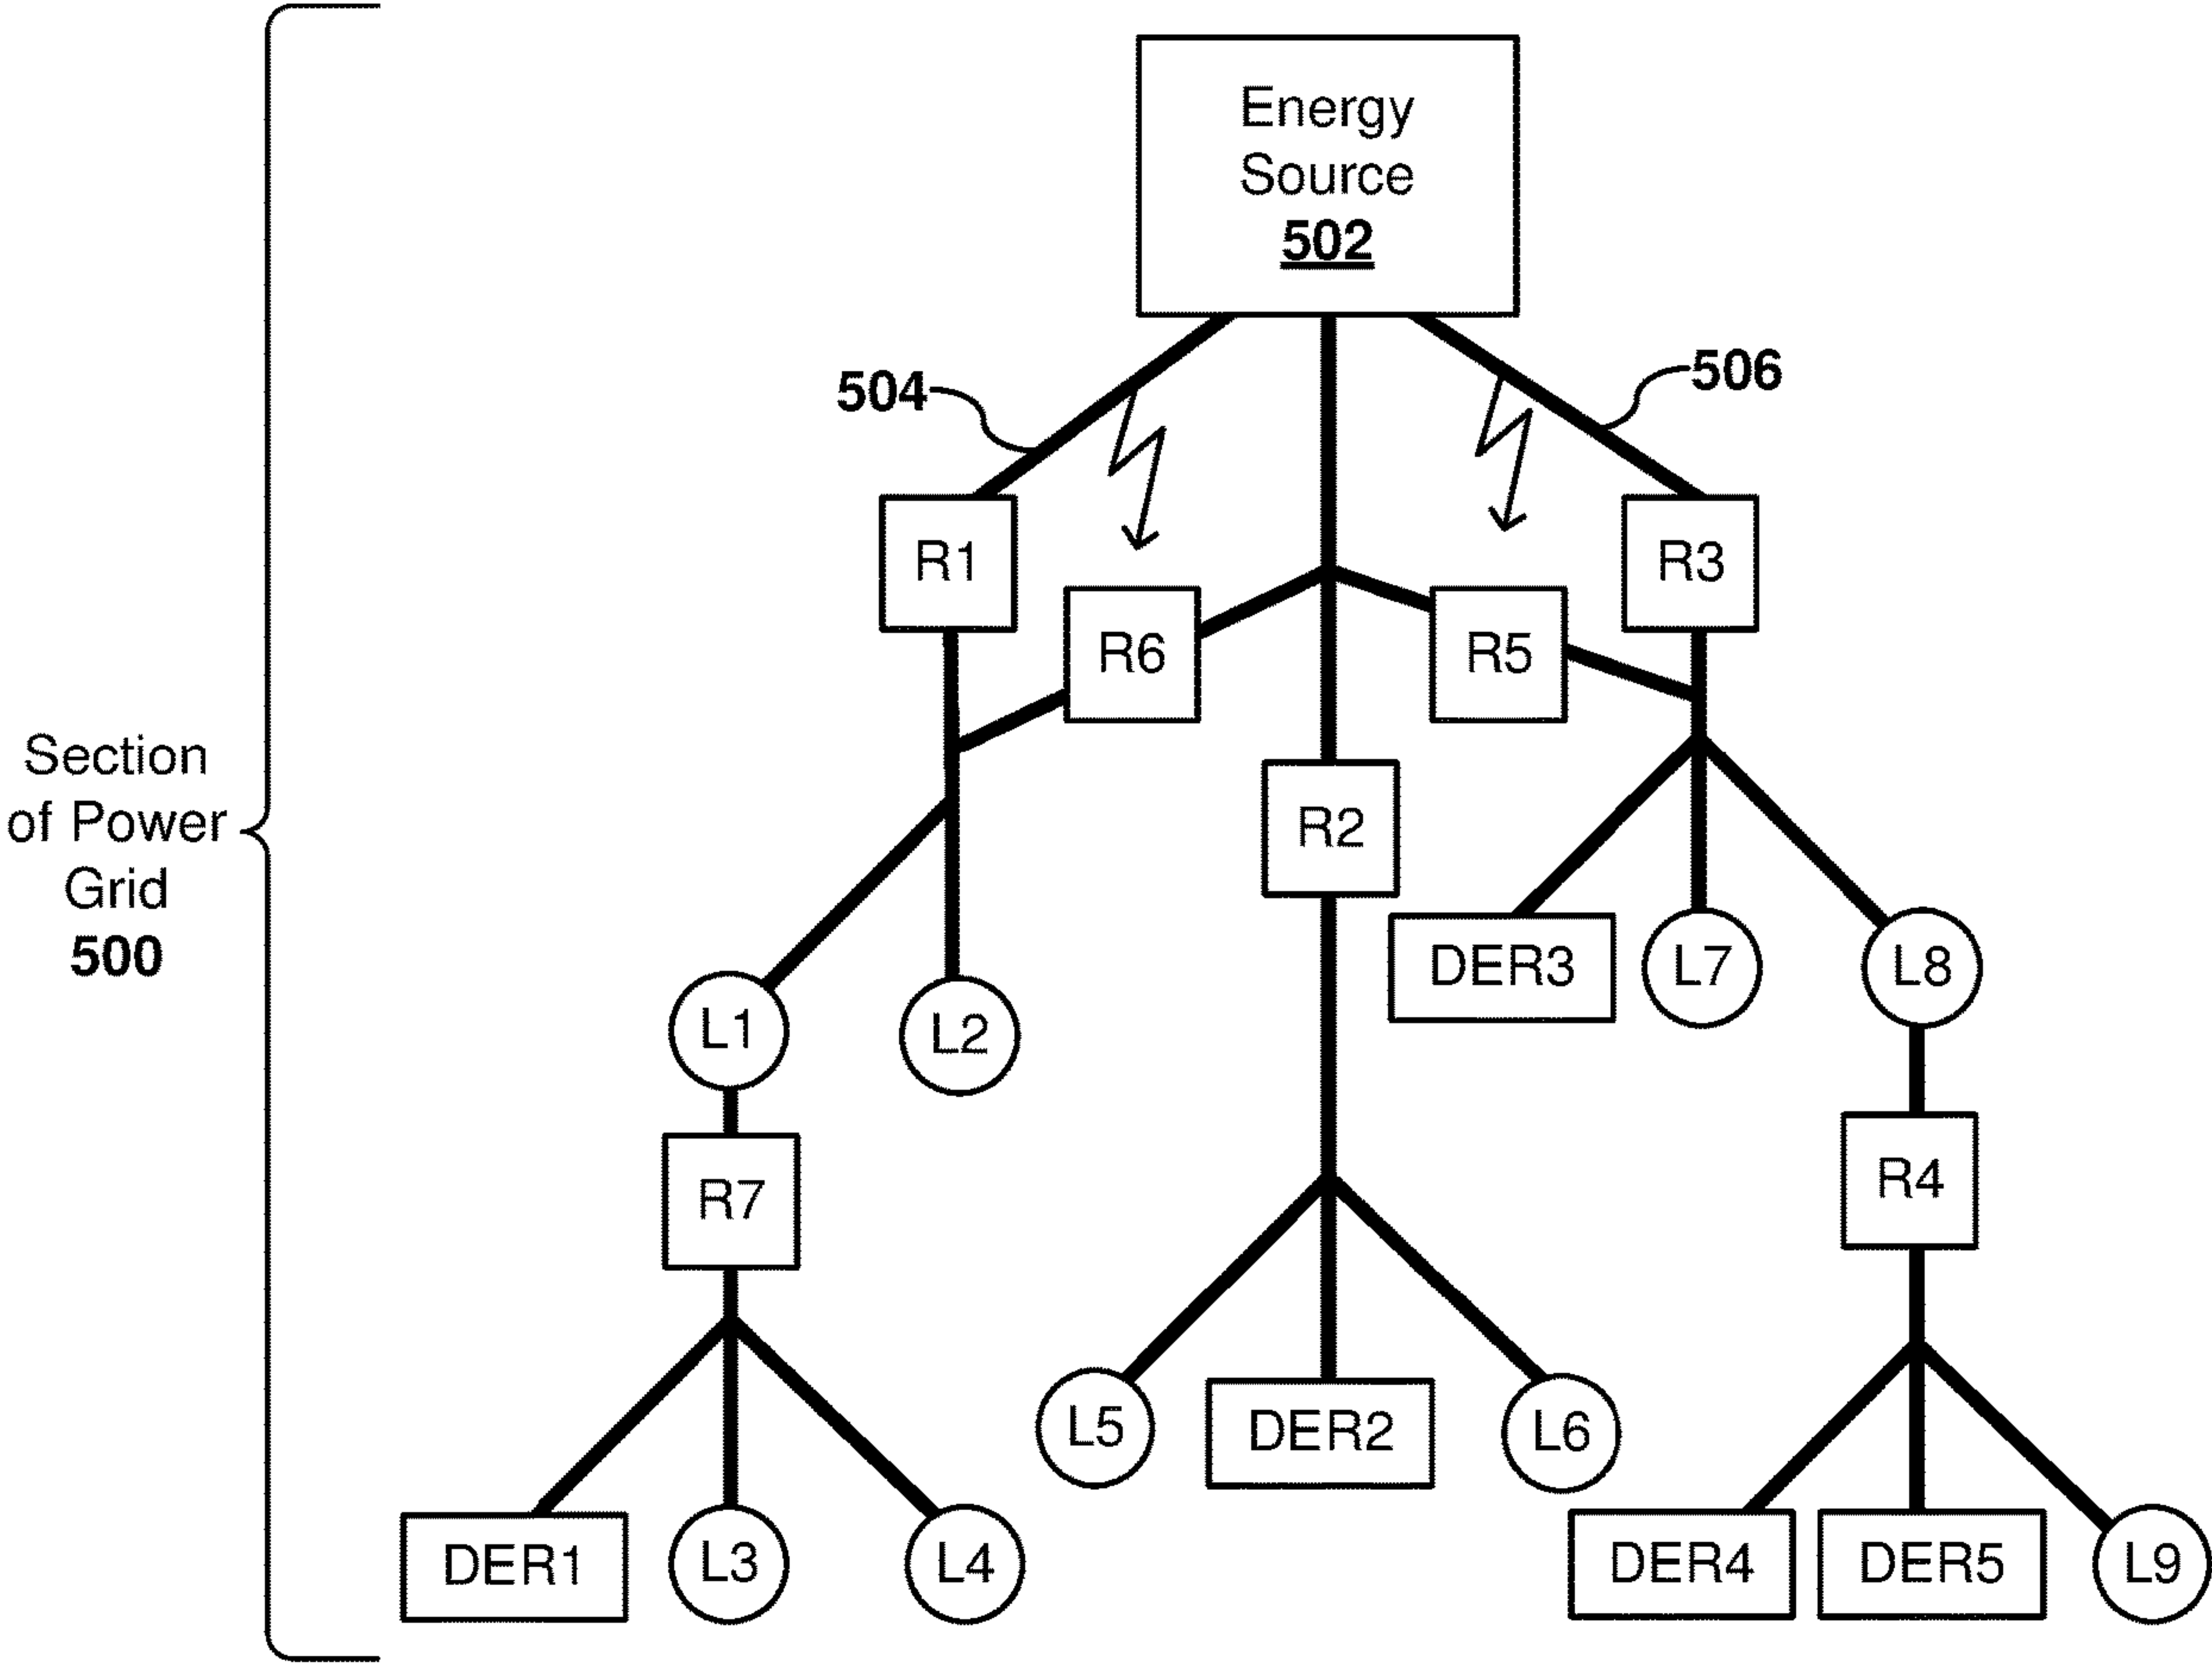 Energy
Source
502
504
506
R1
R3
R6
R5
Section
of Power
Grid
500
R2
DER3
L7
L8
L1
L2
R7
R4
L5
DER2
L6
DER1
L3
L4
DER4
DER5
L9